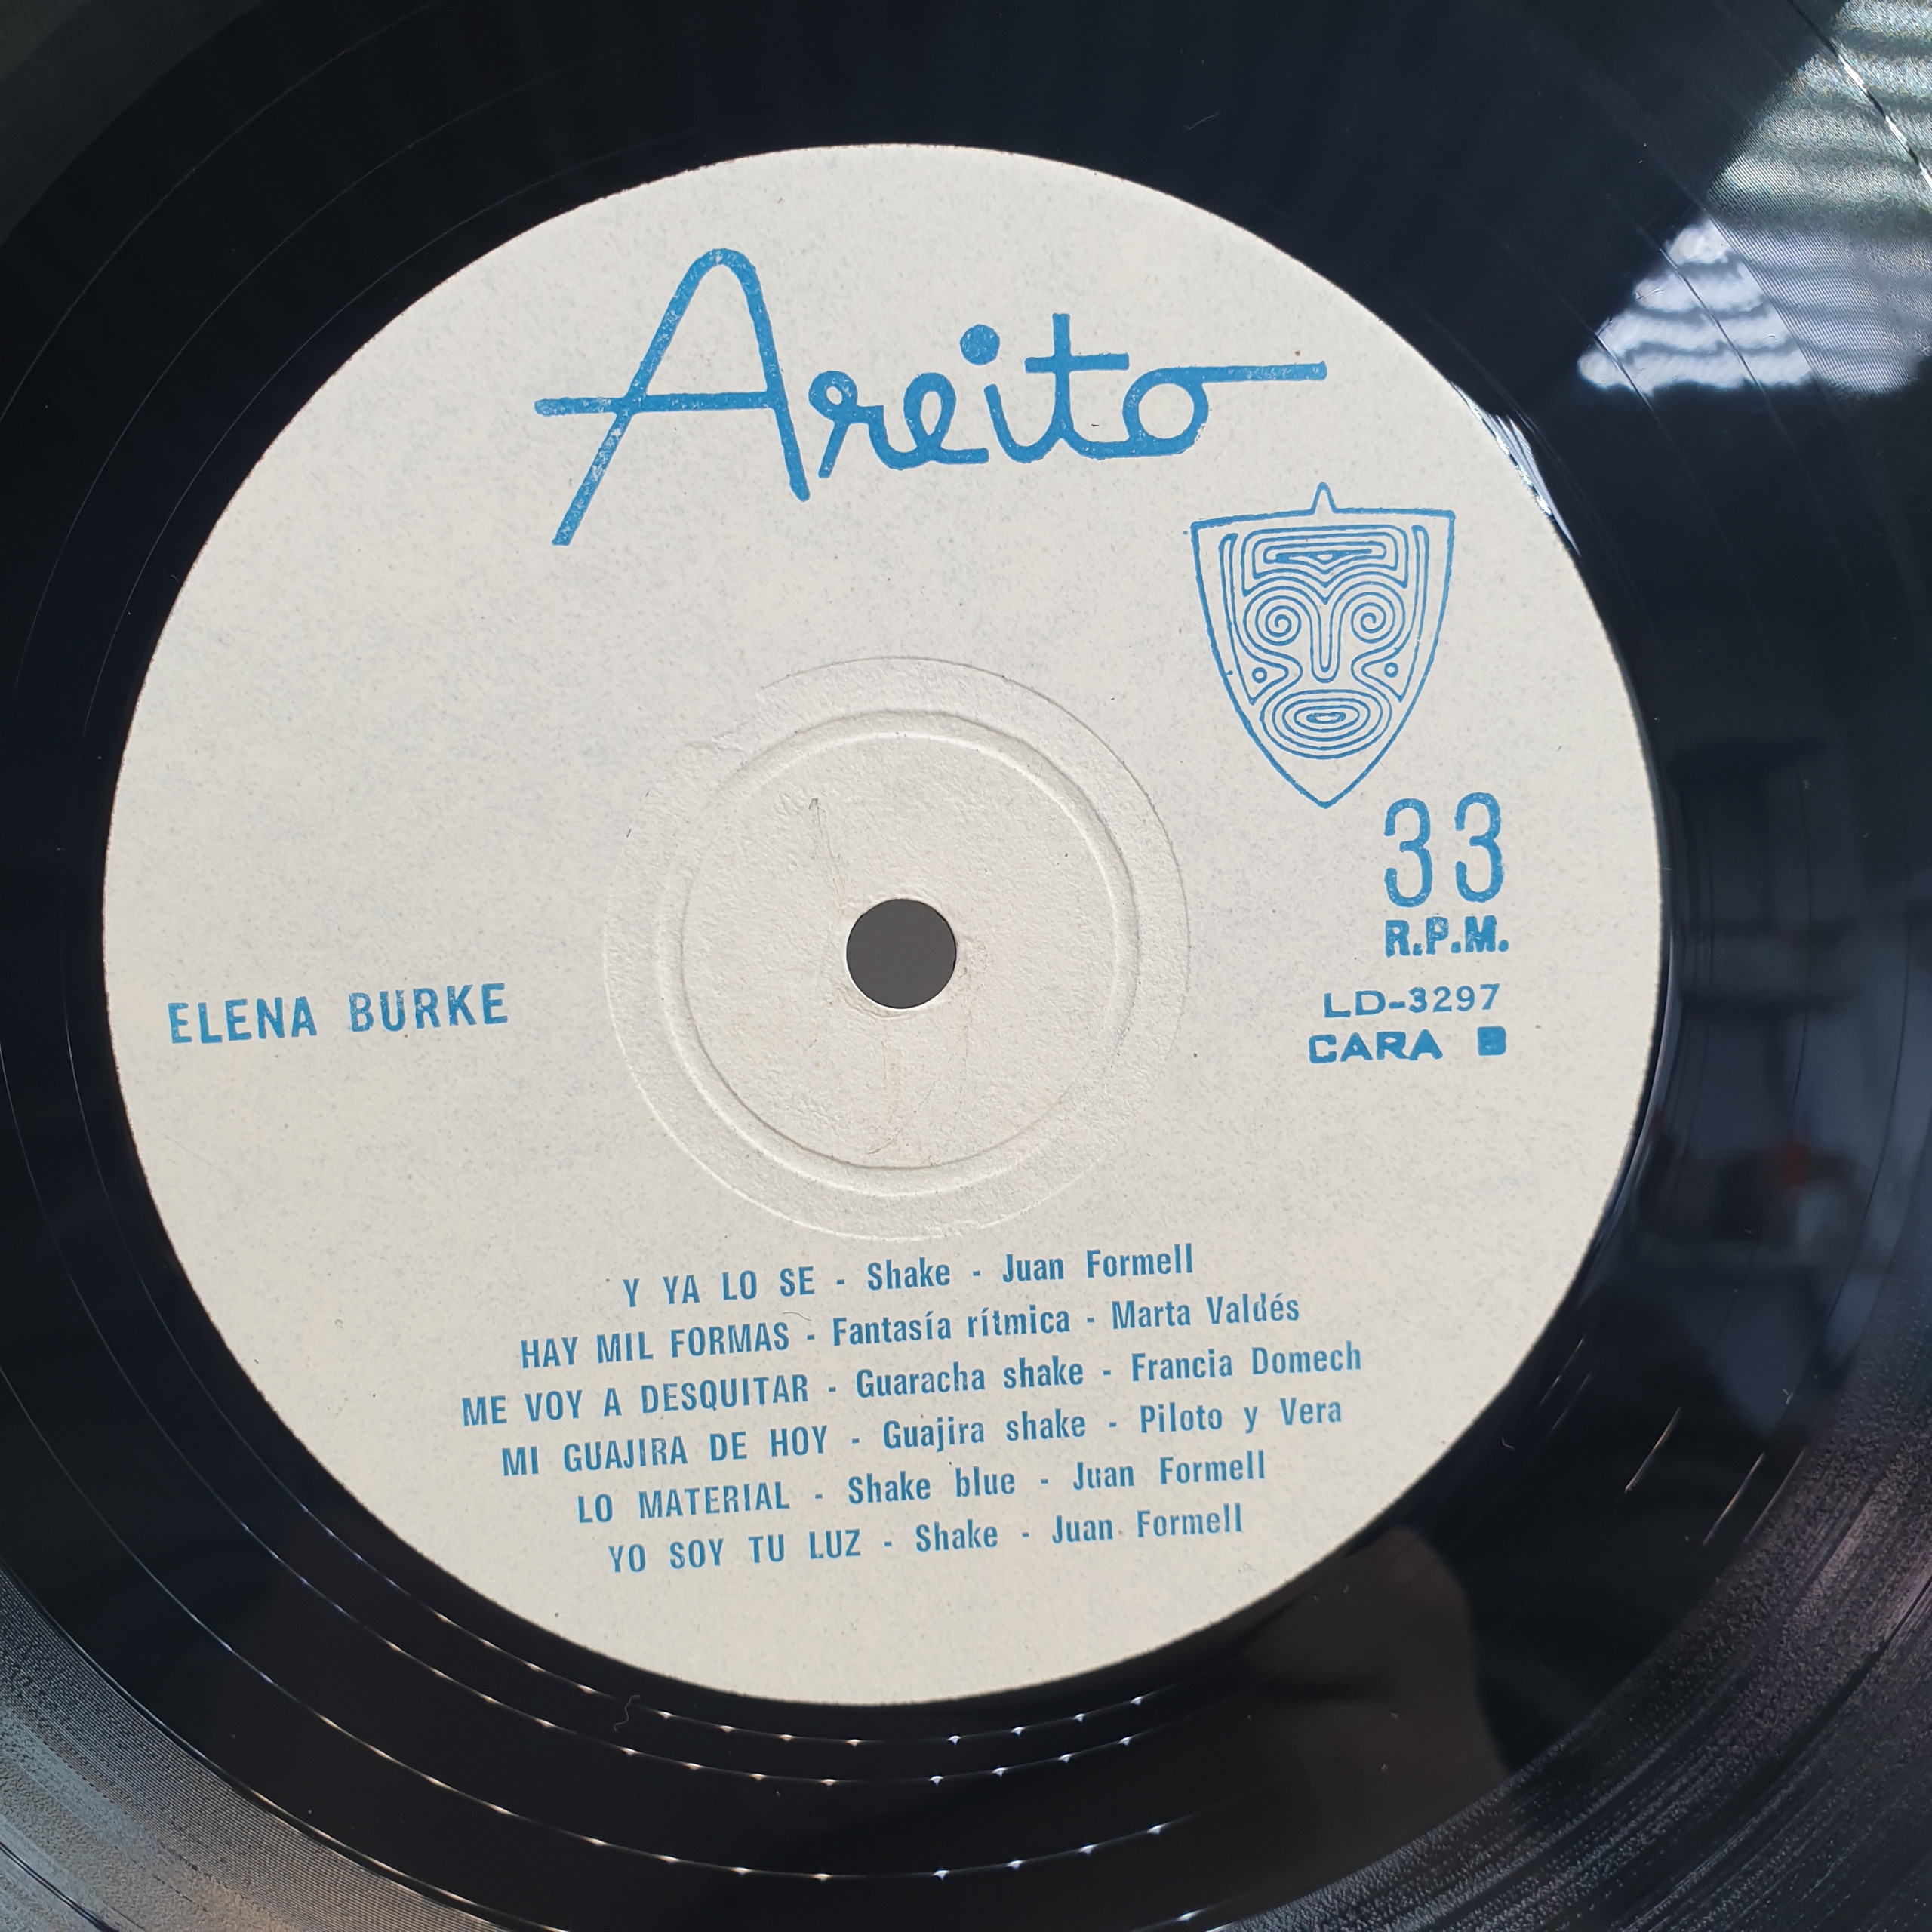 Areito
33
R.P.M.
LD-3297
CARA B
ELENA BURKE
Y YA LO SE - Shake - Juan Formell
HAY MIL FORMAS - Fantasía rítmica - Marta Valdés
ME VOY A DESQUITAR - Guaracha shake - Francia Domech
MI GUAJIRA DE HOY - Guajira shake - Piloto y Vera
LO MATERIAL - Shake blue - Juan Formell
YO SOY TU LUZ - Shake - Juan Formell